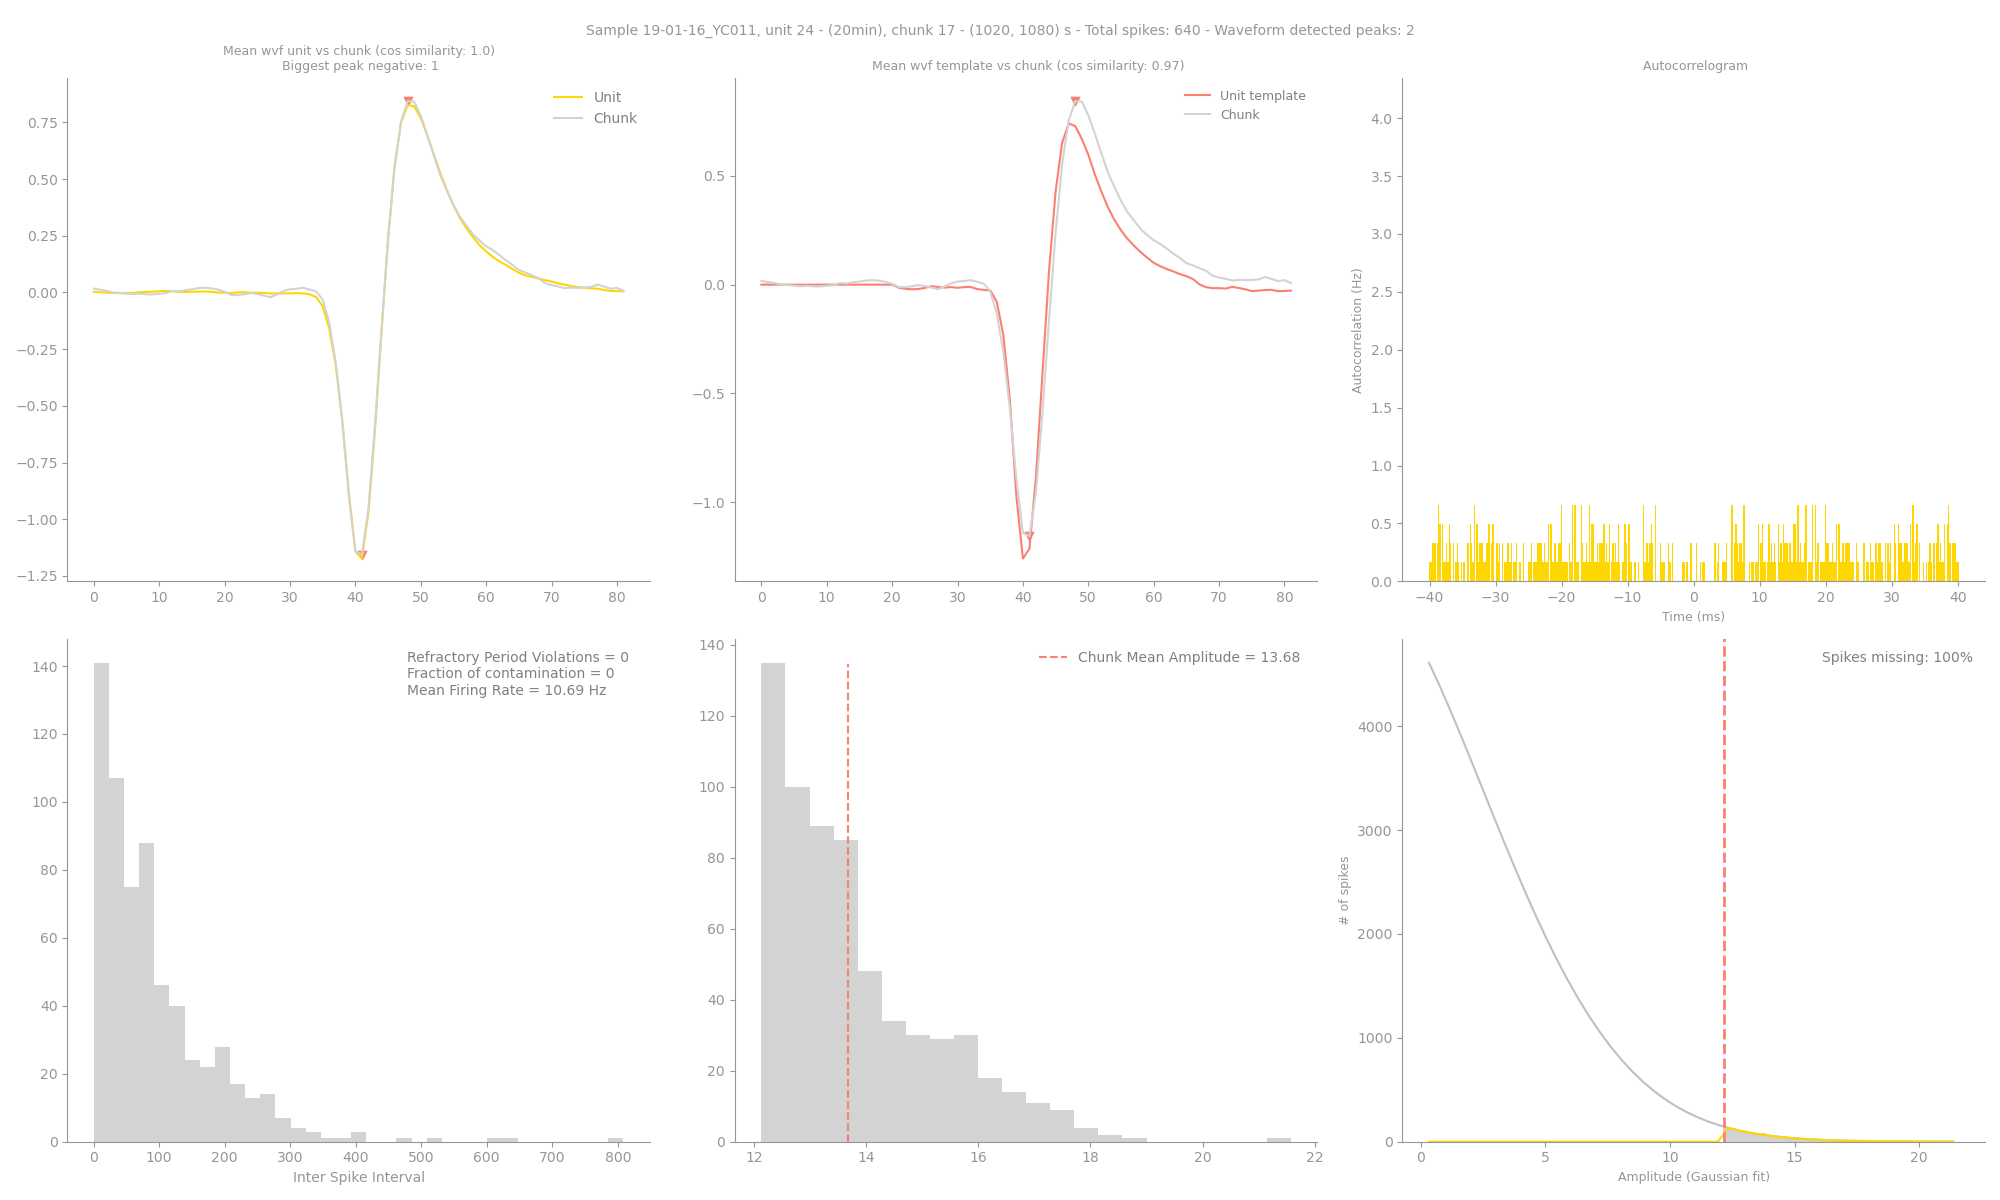 Sample 19-01-16_YC011, unit 24 - (20min), chunk 17 - (1020, 1080) s - Total spikes: 640 - Waveform detected peaks: 2
Mean wvf unit vs chunk (cos similarity: 1.0)
Biggest peak negative: 1
Unit
Chunk
0.75
0.50
0.25
0.00
−0.25
−0.50
−0.75
−1.00
−1.25
0 10 20 30 40 50 60 70 80
Mean wvf template vs chunk (cos similarity: 0.97)
Unit template
Chunk
0.5
0.0
−0.5
−1.0
0 10 20 30 40 50 60 70 80
Autocorrelogram
Autocorrelation (Hz)
4.0
3.5
3.0
2.5
2.0
1.5
1.0
0.5
0.0
−40 −30 −20 −10 0 10 20 30 40
Time (ms)
Refractory Period Violations = 0
Fraction of contamination = 0
Mean Firing Rate = 10.69 Hz
140
120
100
80
60
40
20
0
0 100 200 300 400 500 600 700 800
Inter Spike Interval
Chunk Mean Amplitude = 13.68
140
120
100
80
60
40
20
0
12 14 16 18 20 22
Spikes missing: 100%
# of spikes
4000
3000
2000
1000
0
0 5 10 15 20
Amplitude (Gaussian fit)